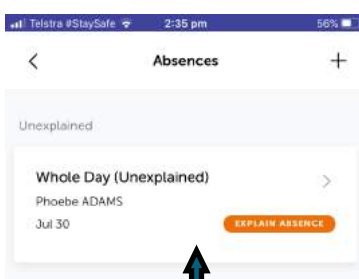 Telstra #StaySafe 2:35 pm 56%
Absences
Unexplained
Whole Day (Unexplained)
Phoebe ADAMS
Jul 30 EXPLAIN ABSENCE